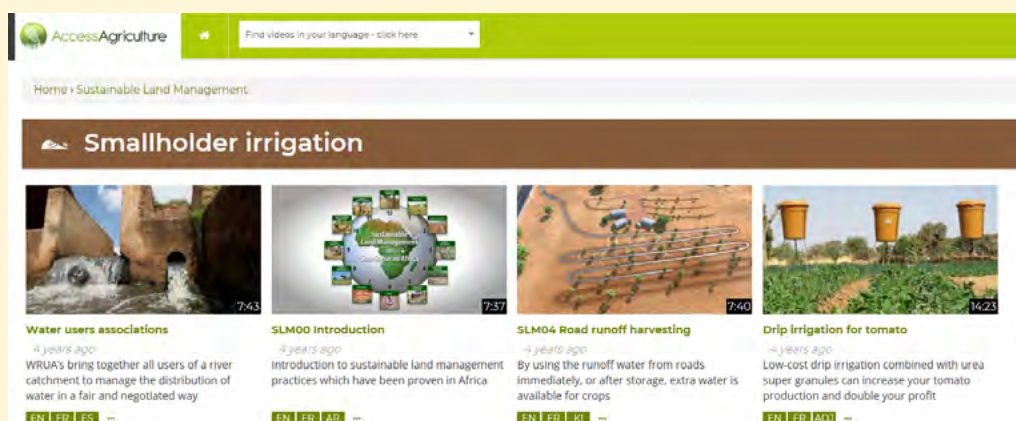 AccessAgriculture
Find videos in your language - click here
Home › Sustainable Land Management
Smallholder irrigation
Sustainable
Land Management
7:43
7:37
7:40
14:23
Water users associations
4 years ago
WRUA's bring together all users of a river
catchment to manage the distribution of
water in a fair and negotiated way
EN FR ES ...
SLM00 Introduction
4 years ago
Introduction to sustainable land management
practices which have been proven in Africa
EN FR AR ...
SLM04 Road runoff harvesting
4 years ago
By using the runoff water from roads
immediately, or after storage, extra water is
available for crops
EN FR KI ...
Drip irrigation for tomato
4 years ago
Low-cost drip irrigation combined with urea
super granules can increase your tomato
production and double your profit
EN FR ADJ ...